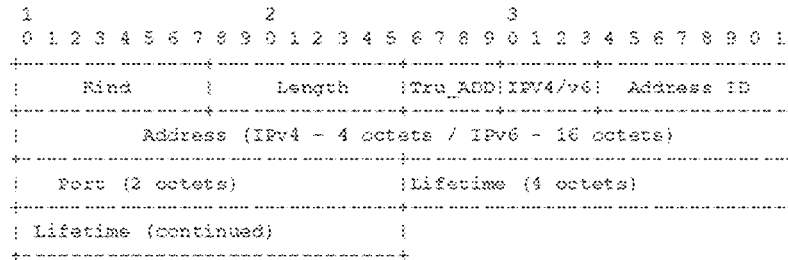 1 2 3
0 1 2 3 4 5 6 7 8 9 0 1 2 3 4 5 6 7 8 9 0 1 2 3 4 5 6 7 8 9 0 1
| Kind | Length |Tru_ADD|IPV4/v6| Address ID
| Address (IPv4 - 4 octets / IPv6 - 16 octets)
| Port (2 octets) |Lifetime (4 octets)
| Lifetime (continued) |